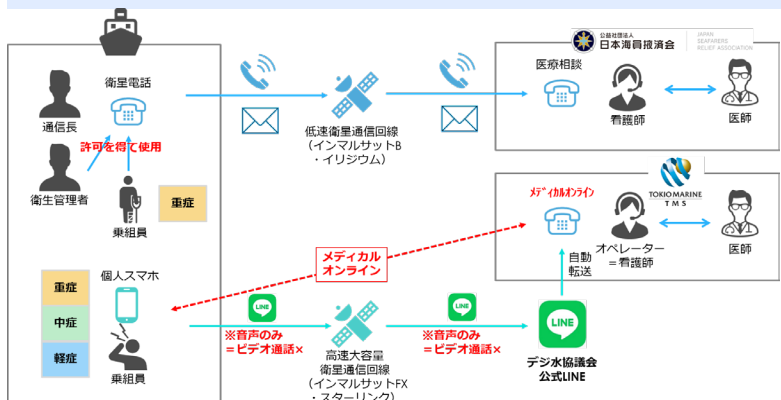 衛星電話
通信長
許可を得て使用
衛生管理者
乗組員
重症
個人スマホ
重症
中症
軽症
乗組員
低速衛星通信回線
（インマルサットB
・イリジウム）
メディカル
オンライン
LINE
※音声のみ
＝ビデオ通話×
高速大容量
衛星通信回線
（インマルサットFX
・スターリンク）
LINE
※音声のみ
＝ビデオ通話×
公益社団法人
日本海員掖済会
JAPAN
SEAFARERS
RELIEF ASSOCIATION
医療相談
看護師
医師
TOKIO MARINE
TMS
メディカルオンライン
オペレーター
＝看護師
医師
自動
転送
LINE
デジ水協議会
公式LINE